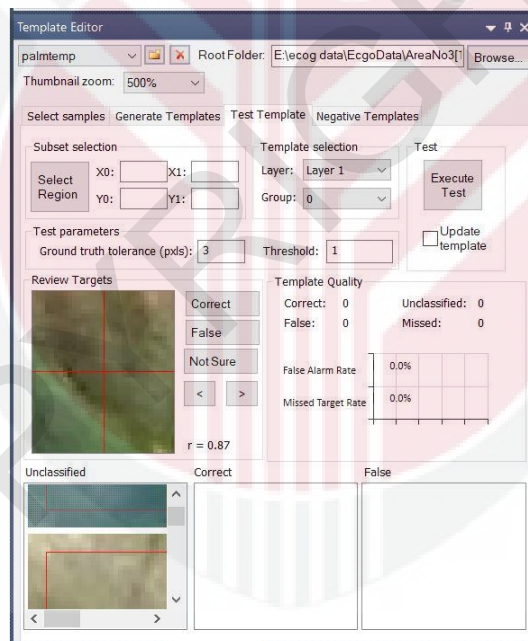 Template Editor
palmtemp Root Folder: E:\ecog data\EcgoData\AreaNo3[1 Browse...
Thumbnail zoom: 500%
Select samples Generate Templates Test Template Negative Templates
Subset selection Template selection Test
Select Region X0: X1: Layer: Layer 1 Execute Test
Y0: Y1: Group: 0
Update template
Test parameters
Ground truth tolerance (pxls): 3 Threshold: 1
Review Targets Template Quality
Correct Correct: 0 Unclassified: 0
False False: 0 Missed: 0
Not Sure
False Alarm Rate 0.0%
< > Missed Target Rate 0.0%
r = 0.87
Unclassified Correct False